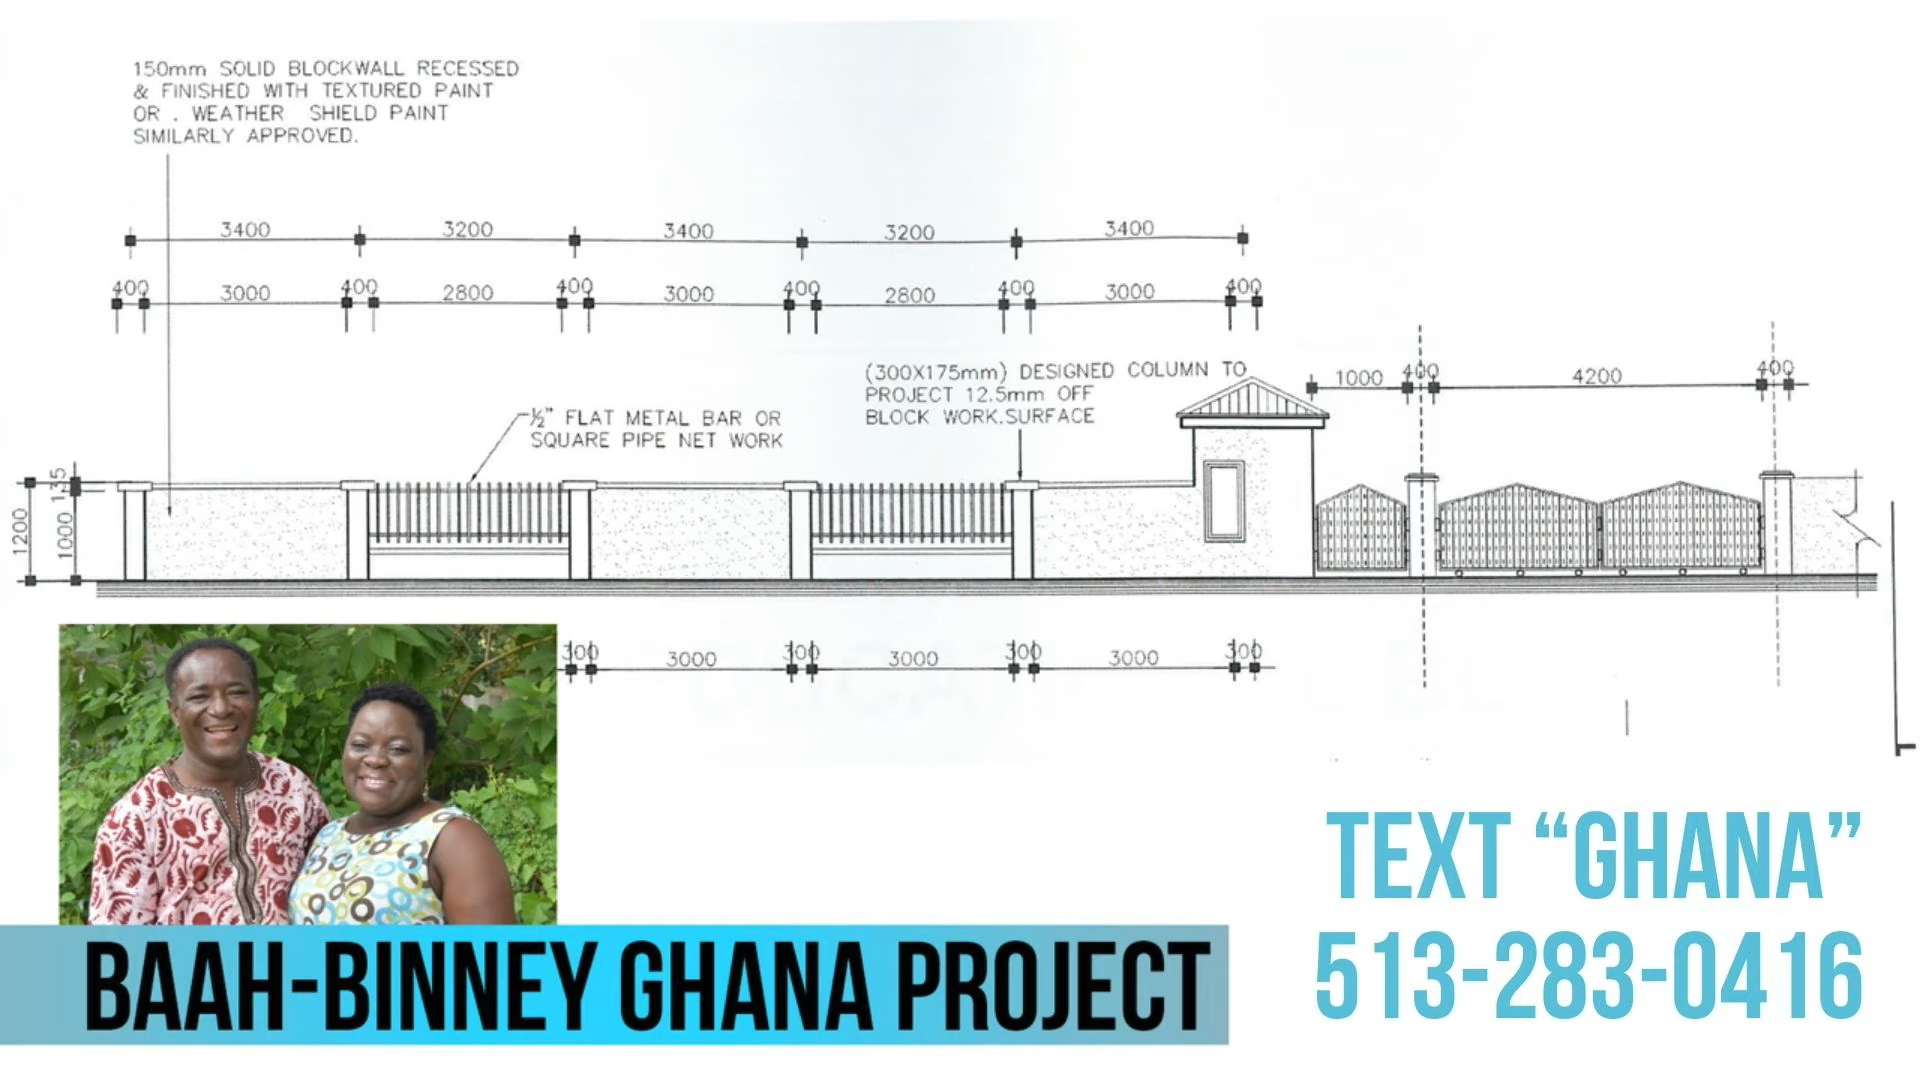 150mm SOLID BLOCKWALL RECESSED
& FINISHED WITH TEXTURED PAINT
OR . WEATHER SHIELD PAINT
SIMILARLY APPROVED.
3400 3200 3400 3200 3400
400 3000 400 2800 400 3000 400 2800 400 3000 400
(300X175mm) DESIGNED COLUMN TO
PROJECT 12.5mm OFF
BLOCK WORK.SURFACE
1000 400 4200 400
½" FLAT METAL BAR OR
SQUARE PIPE NET WORK
1200 1000 135
300 3000 300 3000 300 3000 300
TEXT “GHANA”
513-283-0416
BAAH-BINNEY GHANA PROJECT